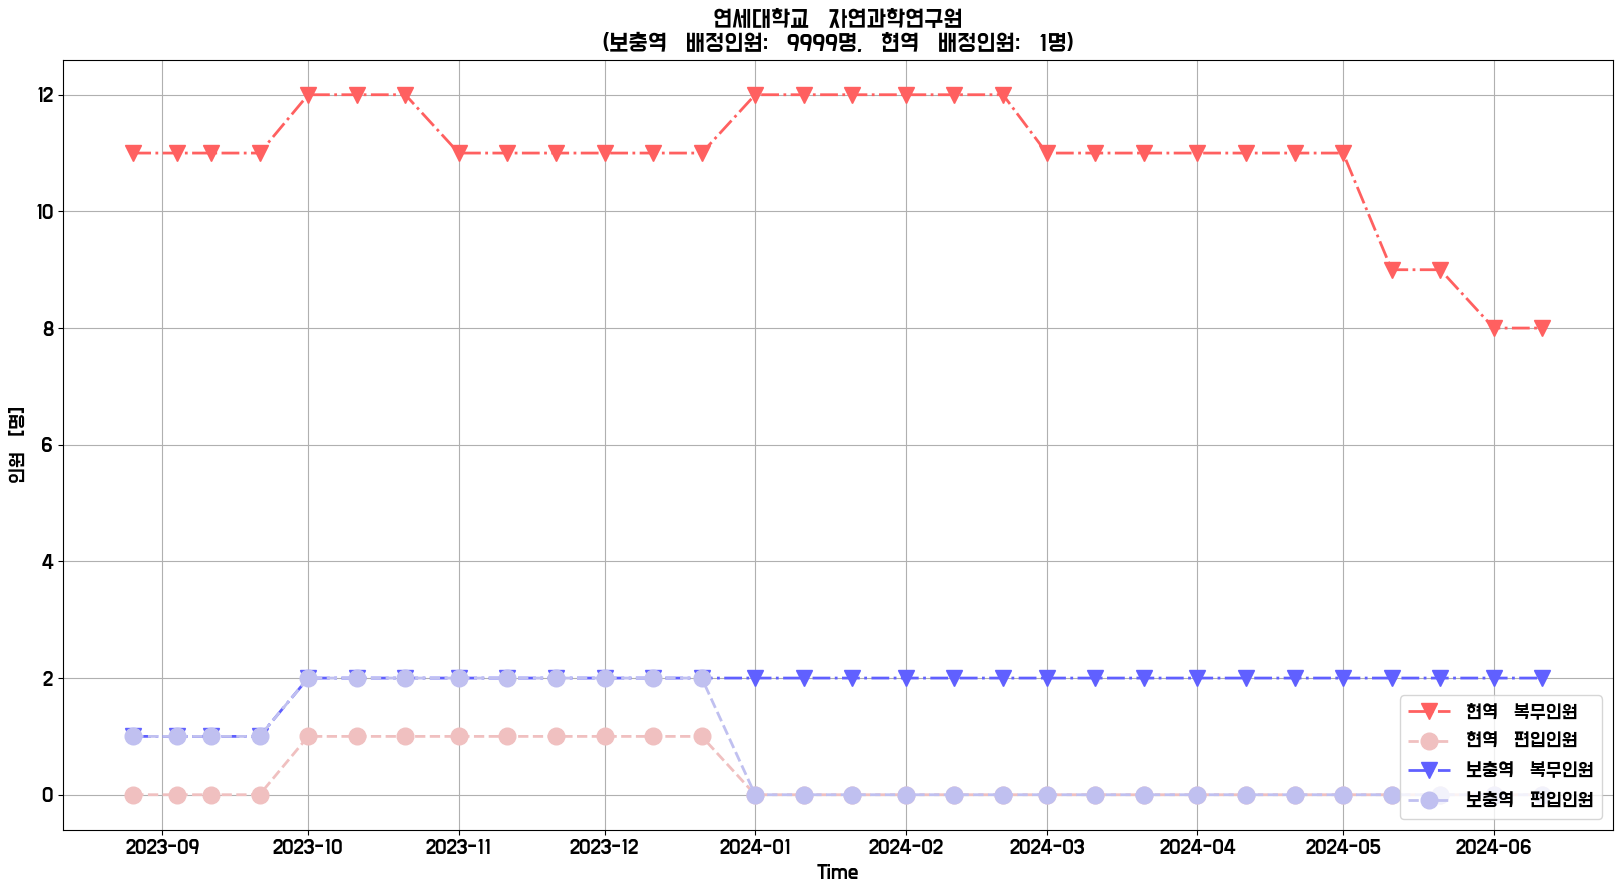 연세대학교 자연과학연구원
(보충역 배정인원: 9999명, 현역 배정인원: 1명)
12
10
8
6
4
2
0
인원 [명]
2023-09 2023-10 2023-11 2023-12 2024-01 2024-02 2024-03 2024-04 2024-05 2024-06
Time
현역 복무인원
현역 편입인원
보충역 복무인원
보충역 편입인원